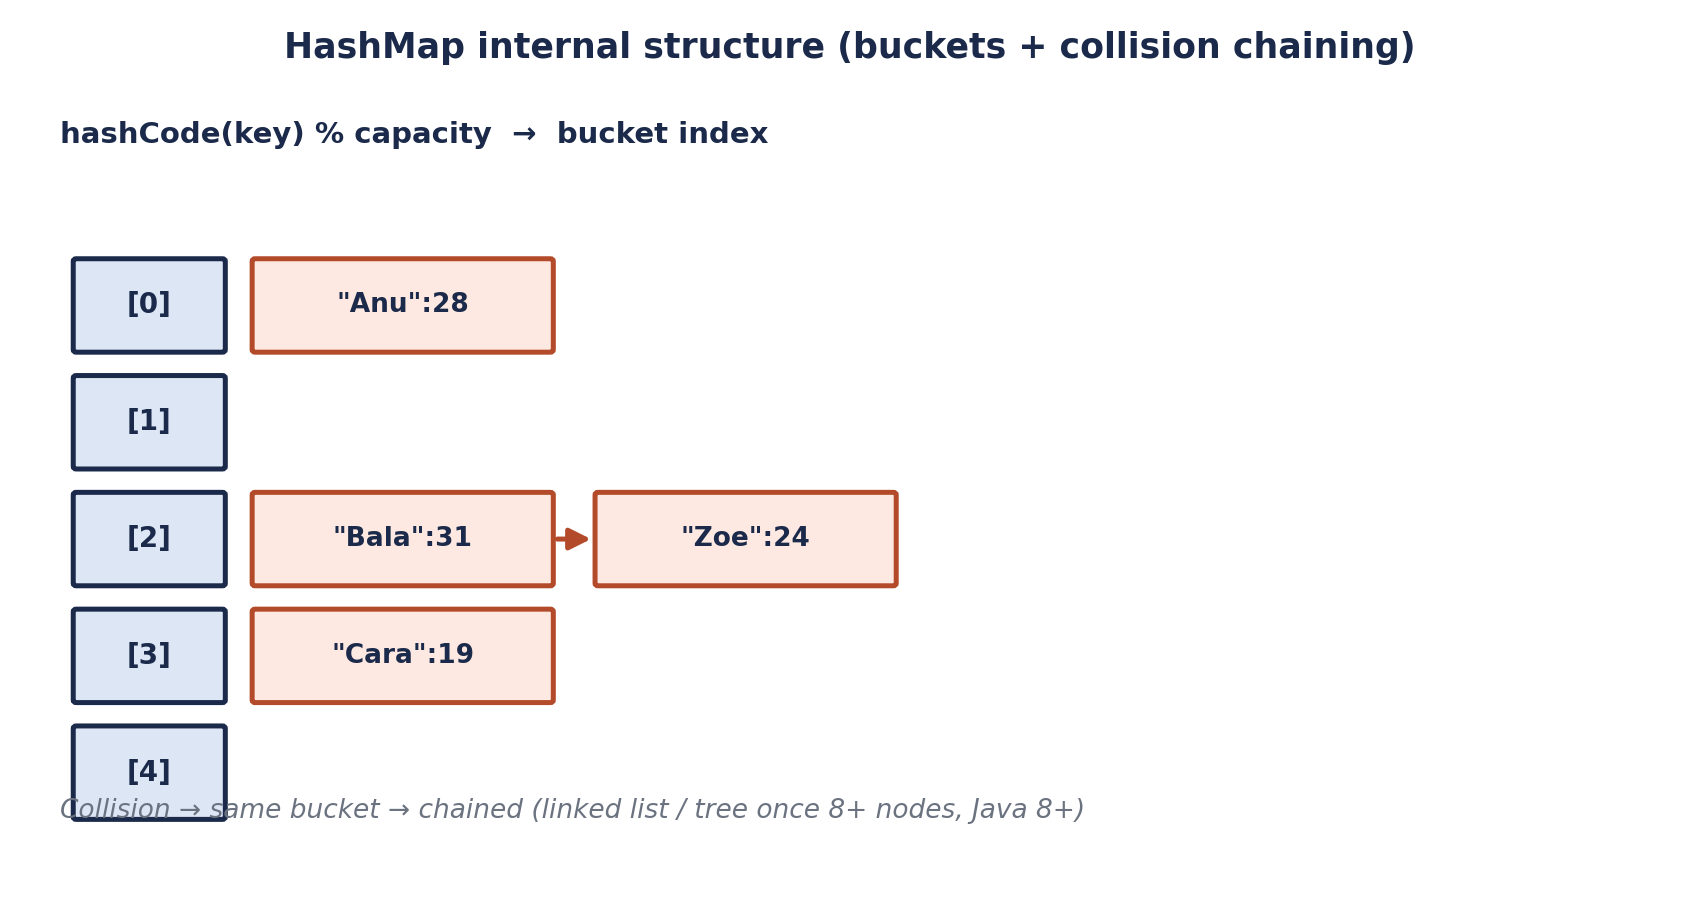 HashMap internal structure (buckets + collision chaining)
hashCode(key) % capacity → bucket index
[0] "Anu":28
[1]
[2] "Bala":31 → "Zoe":24
[3] "Cara":19
[4]
Collision → same bucket → chained (linked list / tree once 8+ nodes, Java 8+)